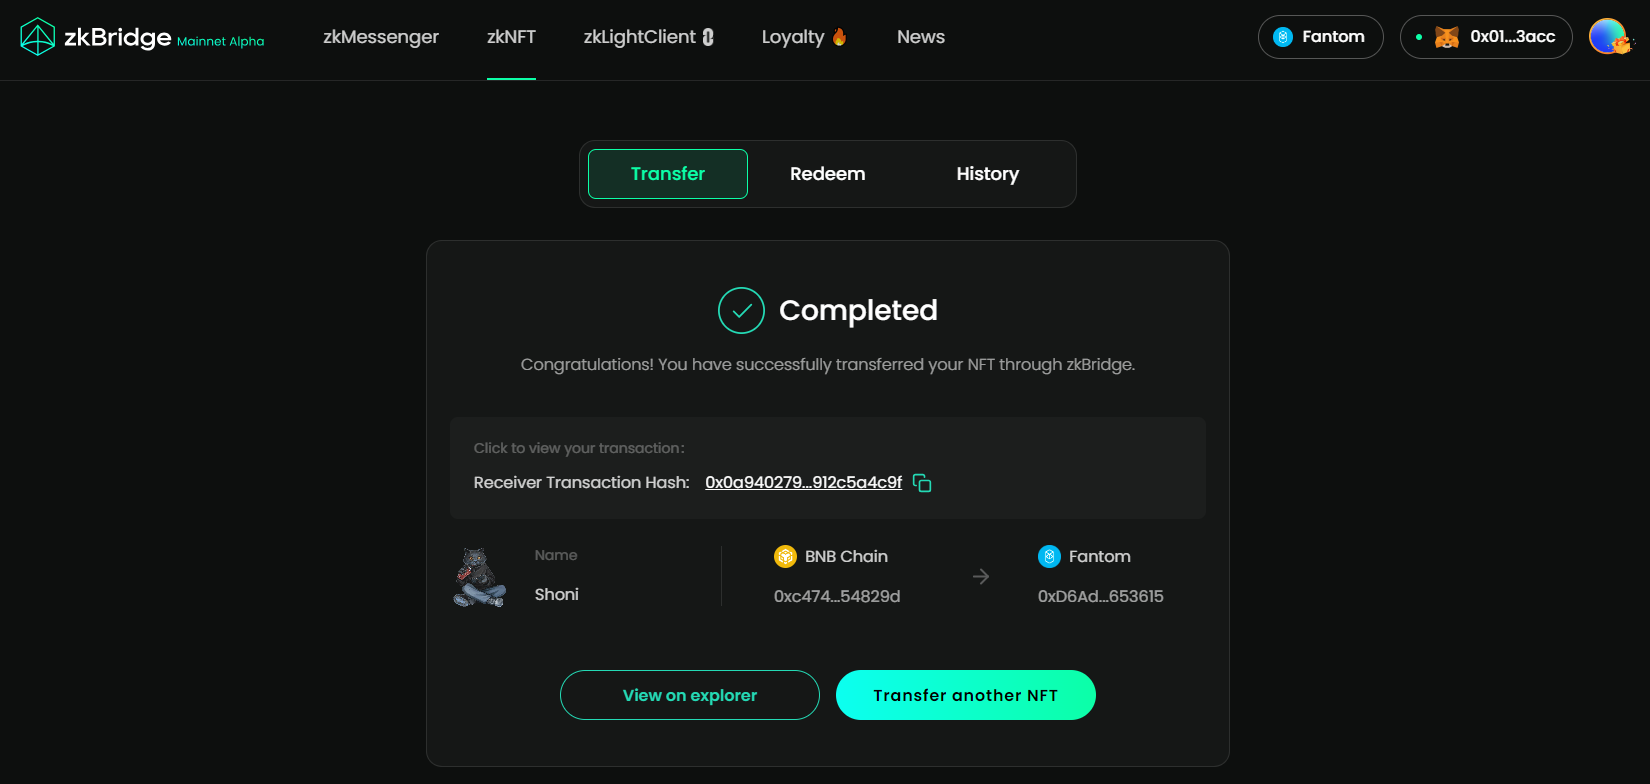 zkBridge Mainnet Alpha
zkMessenger
zkNFT
zkLightClient
Loyalty
News
Fantom
0x01...3acc
Transfer
Redeem
History
Completed
Congratulations! You have successfully transferred your NFT through zkBridge.
Click to view your transaction:
Receiver Transaction Hash: 0x0a940279...912c5a4c9f
Name
Shoni
BNB Chain
0xc474...54829d
Fantom
0xD6Ad...653615
View on explorer
Transfer another NFT